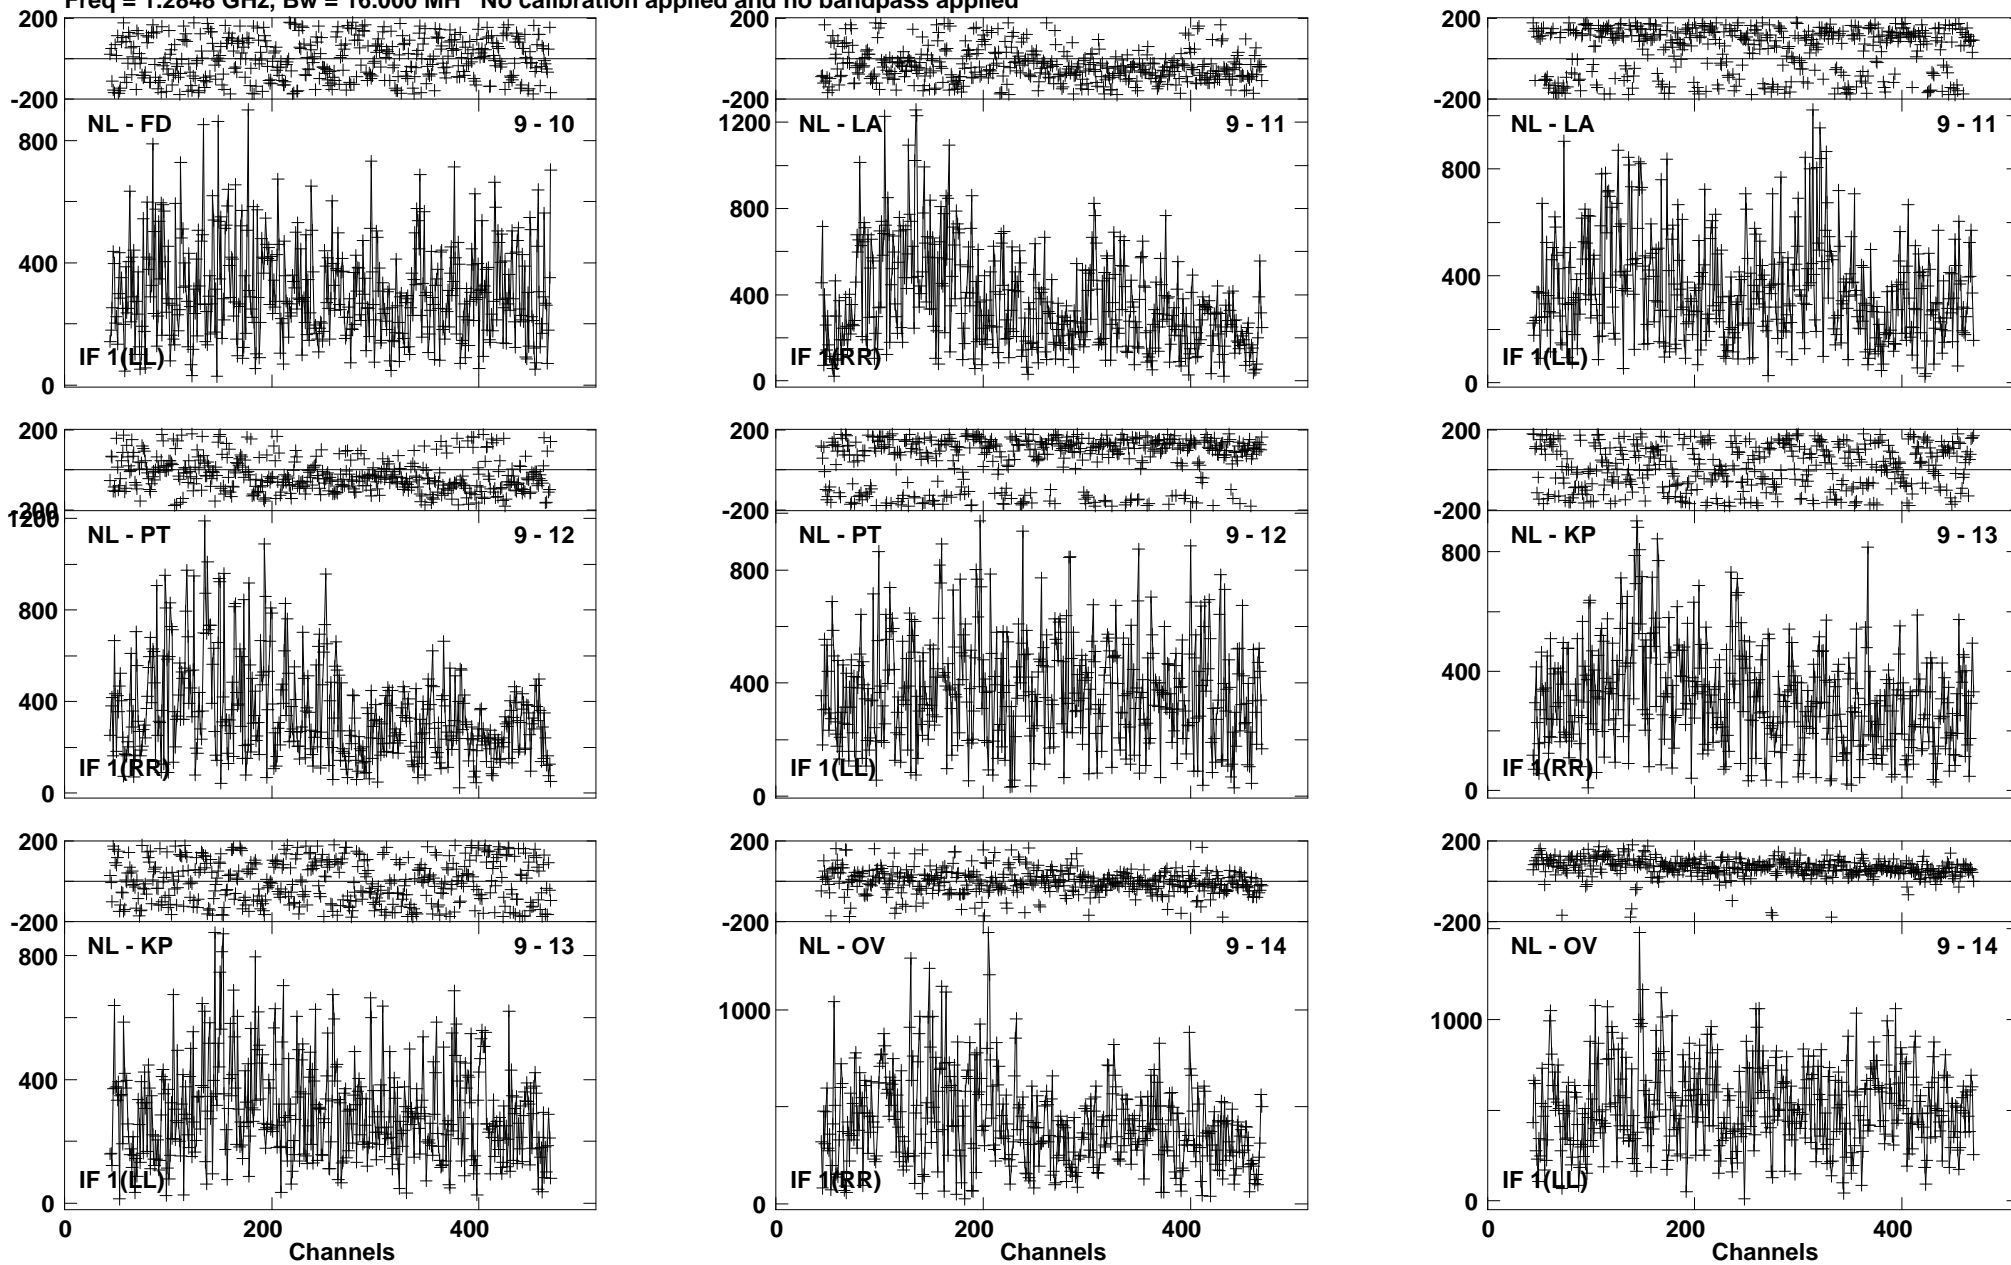 Freq = 1.2848 GHz, Bw = 16.000 MH No calibration applied and no bandpass applied
200 200 200
-200 -200 -200
NL - FD 9 - 10 NL - LA 9 - 11 NL - LA 9 - 11
800 1200 800
400 800 400
0 400 0
0
IF 1(LL) IF 1(RR) IF 1(LL)
200 200 200
-200 -200 -200
1200
NL - PT 9 - 12 NL - PT 9 - 12 NL - KP 9 - 13
800 800 800
400 400 400
IF 1(RR) IF 1(LL) IF 1(RR)
0 0 0
200 200 200
-200 -200 -200
NL - KP 9 - 13 NL - OV 9 - 14 NL - OV 9 - 14
800 1000 1000
400
IF 1(LL) IF 1(RR) IF 1(LL)
0 0 0
0 200 400 0 200 400 0 200 400
Channels Channels Channels